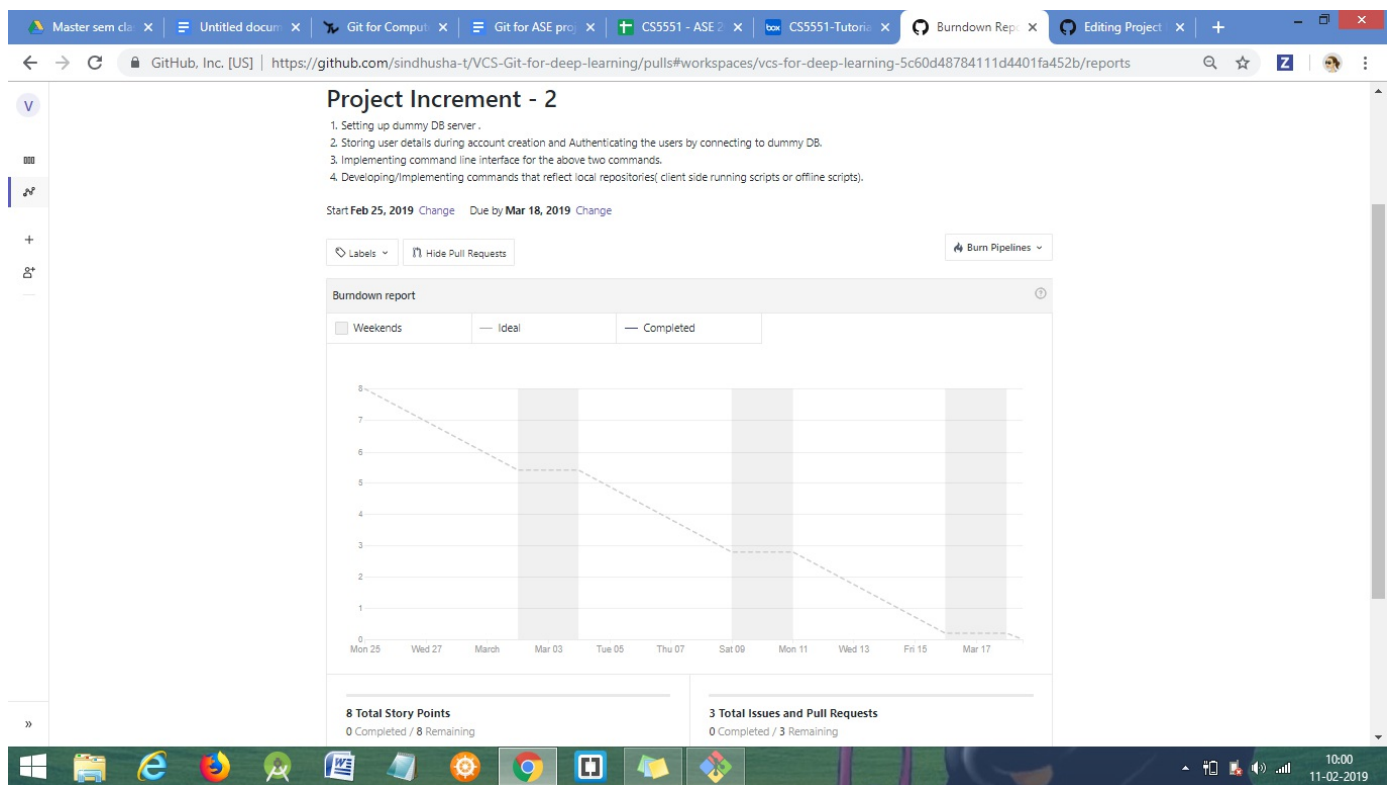 Master sem cla
Untitled docum
Git for Comput
Git for ASE proj
CS5551 - ASE 2
CS5551-Tutoria
Burndown Repo
Editing Project
GitHub, Inc. [US] | https://github.com/sindhusha-t/VCS-Git-for-deep-learning/pulls#workspaces/vcs-for-deep-learning-5c60d48784111d4401fa452b/reports
Z
V
Project Increment - 2
1. Setting up dummy DB server .
2. Storing user details during account creation and Authenticating the users by connecting to dummy DB.
3. Implementing command line interface for the above two commands.
4. Developing/Implementing commands that reflect local repositories( client side running scripts or offline scripts).
Start Feb 25, 2019 Change Due by Mar 18, 2019 Change
Labels Hide Pull Requests Burn Pipelines
Burndown report
Weekends Ideal Completed
8
7
6
5
4
3
2
1
0
Mon 25 Wed 27 March Mar 03 Tue 05 Thu 07 Sat 09 Mon 11 Wed 13 Fri 15 Mar 17
8 Total Story Points
0 Completed / 8 Remaining
3 Total Issues and Pull Requests
0 Completed / 3 Remaining
10:00
11-02-2019